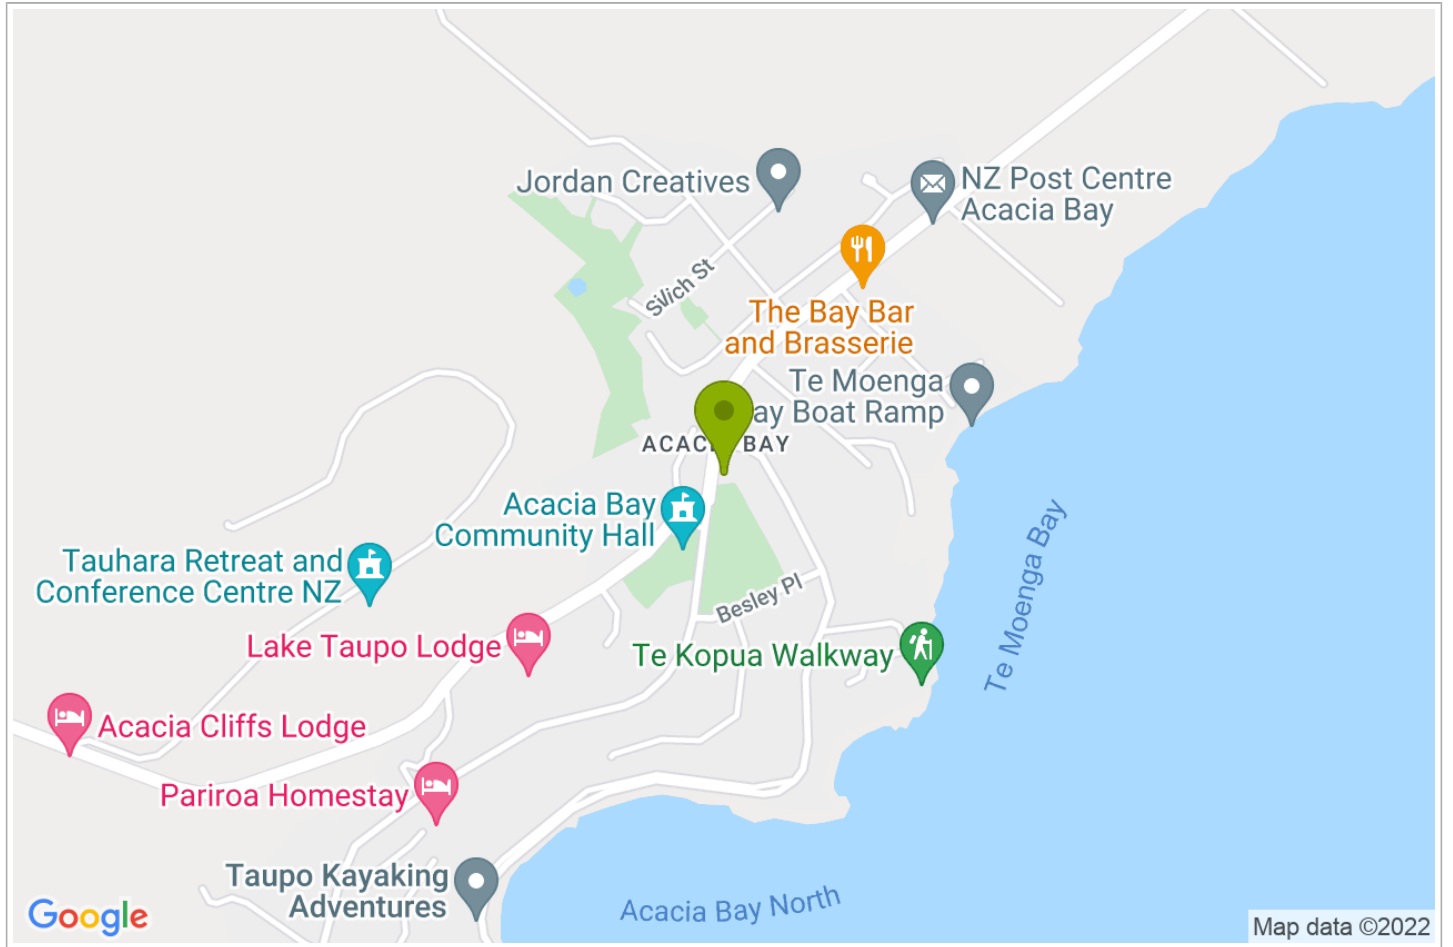 Jordan Creatives
NZ Post Centre
Acacia Bay
Silvich St
The Bay Bar
and Brasserie
Te Moenga
ay Boat Ramp
ACAC BAY
Acacia Bay
Community Hall
Te Moenga Bay
Tauhara Retreat and
Conference Centre NZ
Besley Pl
Lake Taupo Lodge
Te Kopua Walkway
Acacia Cliffs Lodge
Pariroa Homestay
Taupo Kayaking
Adventures
Acacia Bay North
Google
Map data ©2022